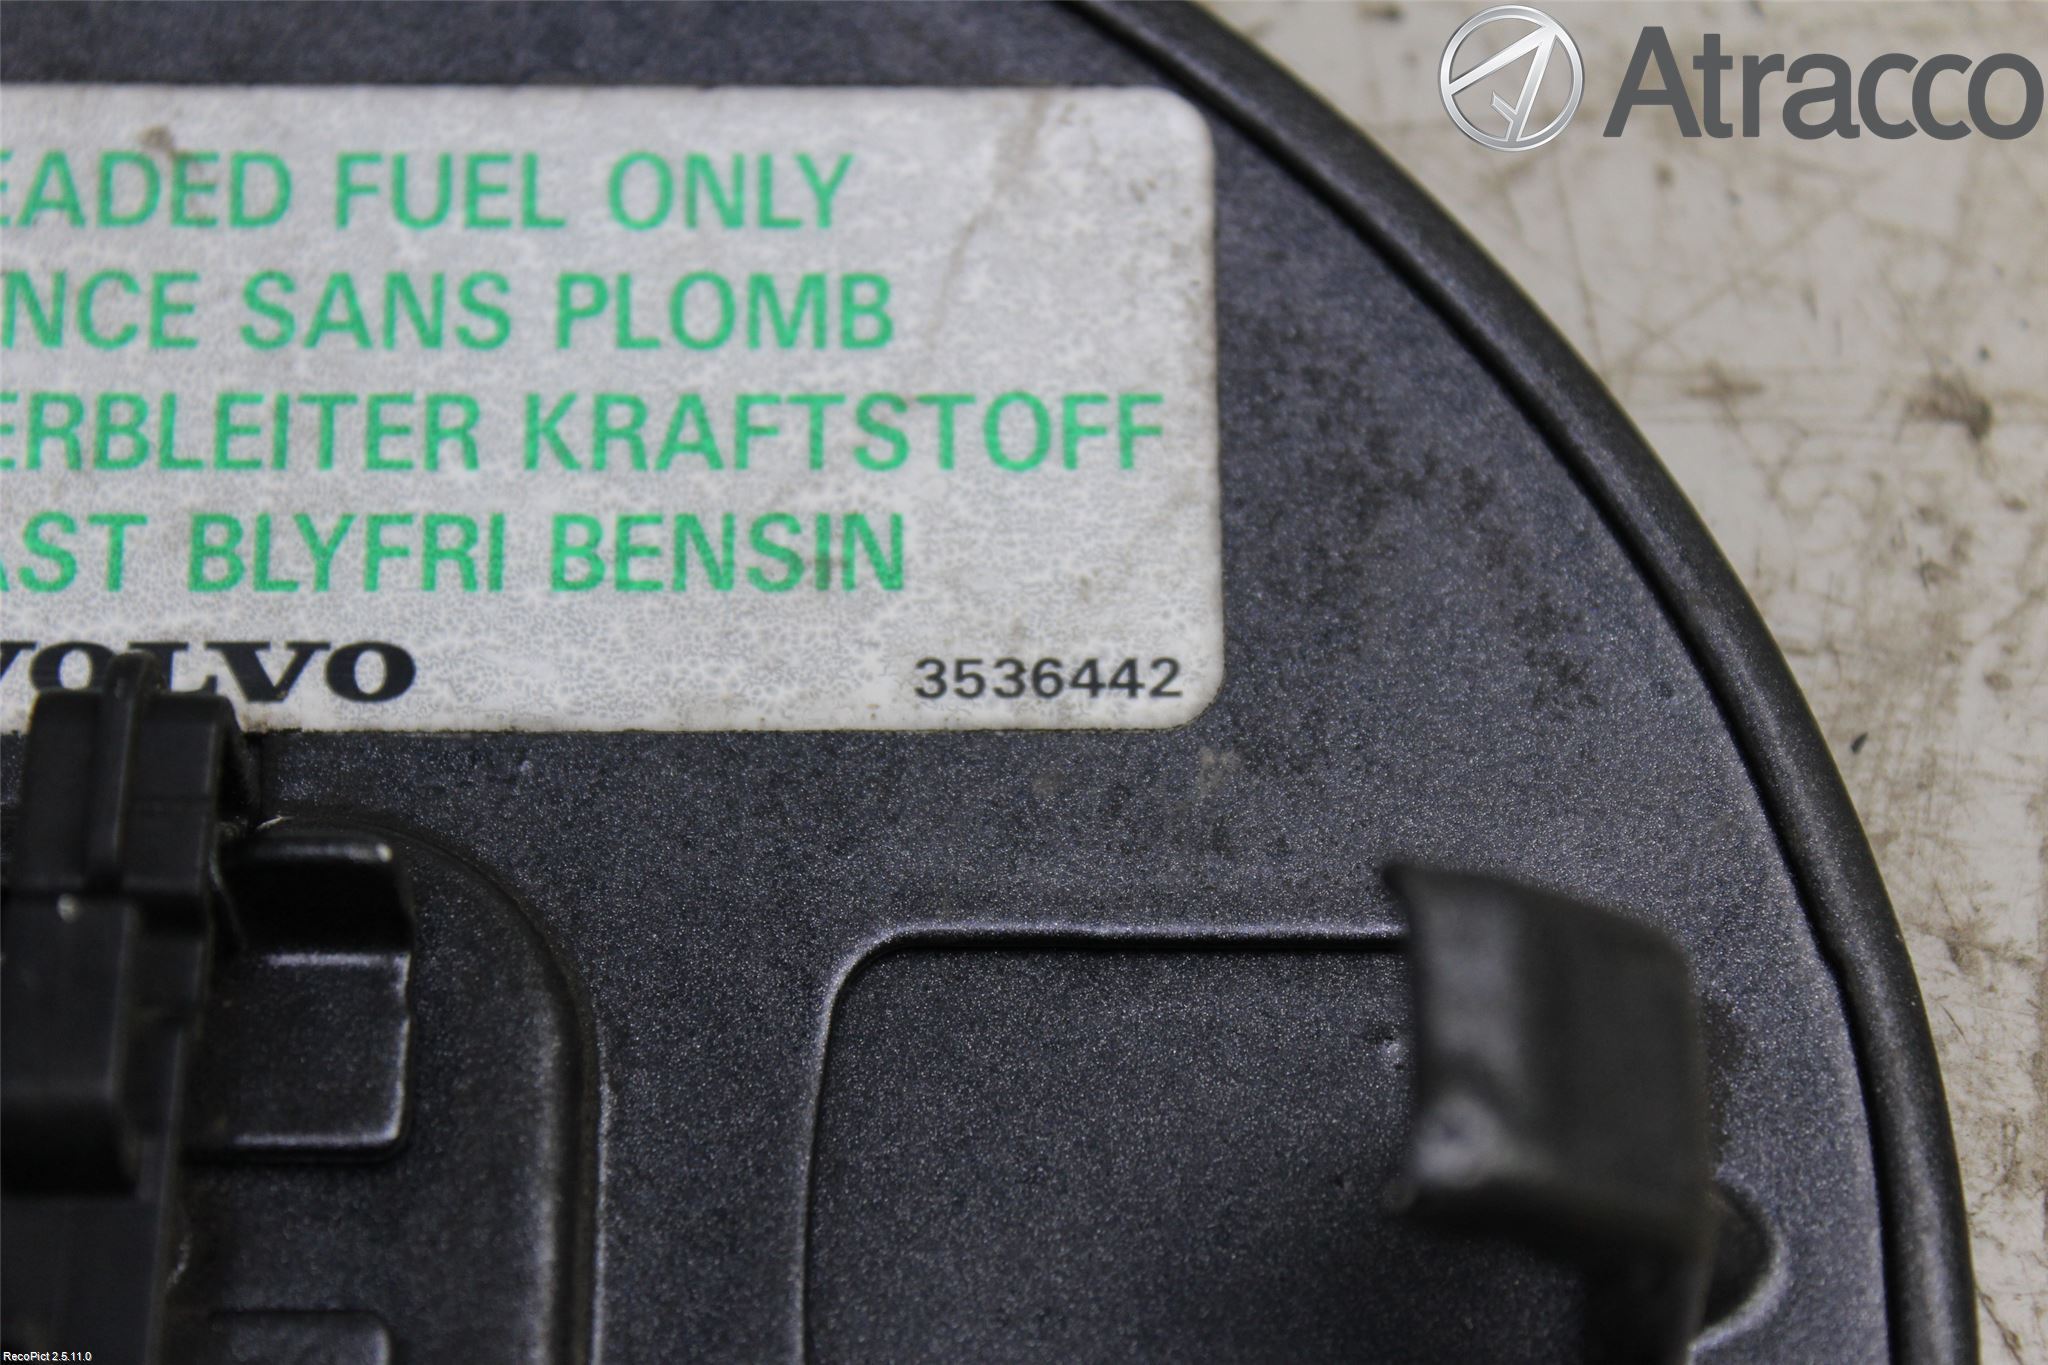 Atracco
EADED FUEL ONLY
NCE SANS PLOMB
ERBLEITER KRAFTSTOFF
AST BLYFRI BENSIN
VOLVO
3536442
RecoPict 2.5.11.0